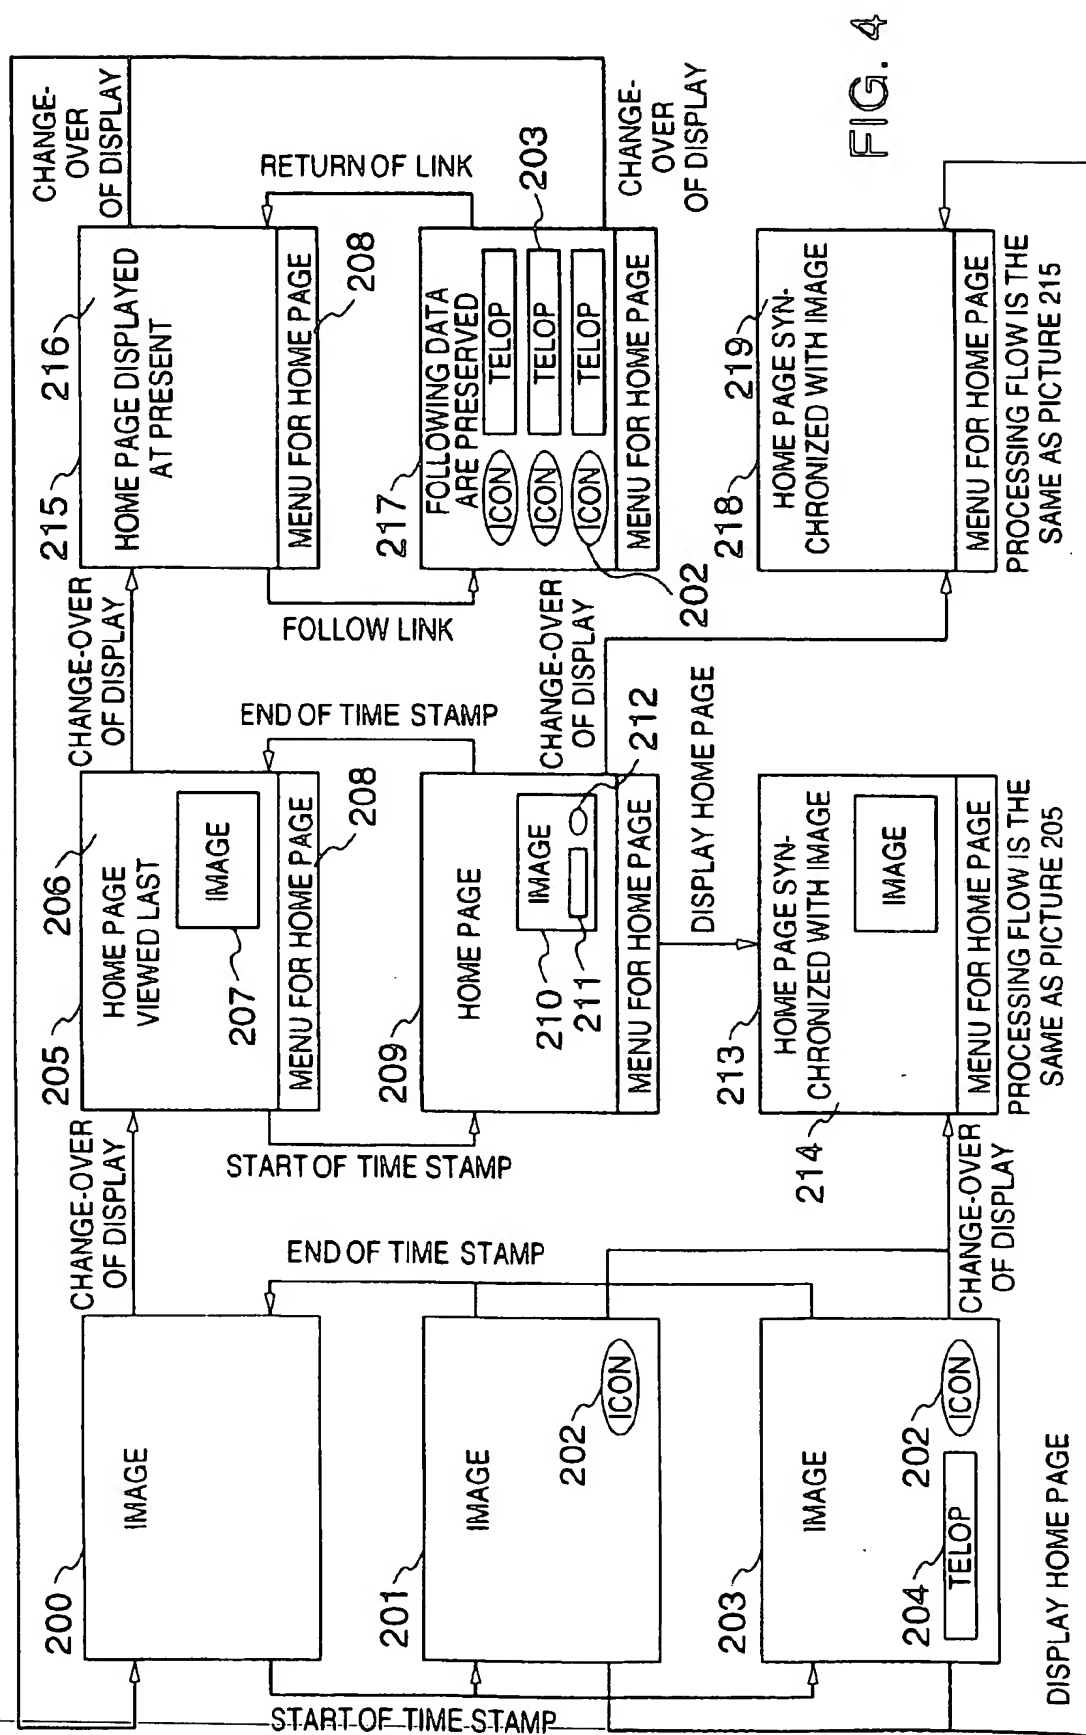 FIG. 4
200
IMAGE
CHANGE-OVER
OF DISPLAY
205
206
HOME PAGE
VIEWED LAST
IMAGE
207
MENU FOR HOME PAGE
208
CHANGE-OVER
OF DISPLAY
215
216
HOME PAGE DISPLAYED
AT PRESENT
MENU FOR HOME PAGE
208
CHANGE-
OVER
OF DISPLAY
END OF TIME STAMP
START OF TIME STAMP
END OF TIME STAMP
FOLLOW LINK
RETURN OF LINK
201
IMAGE
202
ICON
209
HOME PAGE
IMAGE
210
211
212
MENU FOR HOME PAGE
CHANGE-OVER
OF DISPLAY
217
FOLLOWING DATA
ARE PRESERVED
ICON
TELOP
ICON
TELOP
ICON
TELOP
203
202
MENU FOR HOME PAGE
CHANGE-
OVER
OF DISPLAY
DISPLAY HOME PAGE
203
IMAGE
204
TELOP
202
ICON
CHANGE-OVER
OF DISPLAY
213
HOME PAGE SYN-
CHRONIZED WITH IMAGE
214
IMAGE
MENU FOR HOME PAGE
PROCESSING FLOW IS THE
SAME AS PICTURE 205
218
219
HOME PAGE SYN-
CHRONIZED WITH IMAGE
MENU FOR HOME PAGE
PROCESSING FLOW IS THE
SAME AS PICTURE 215
START OF TIME STAMP
DISPLAY HOME PAGE